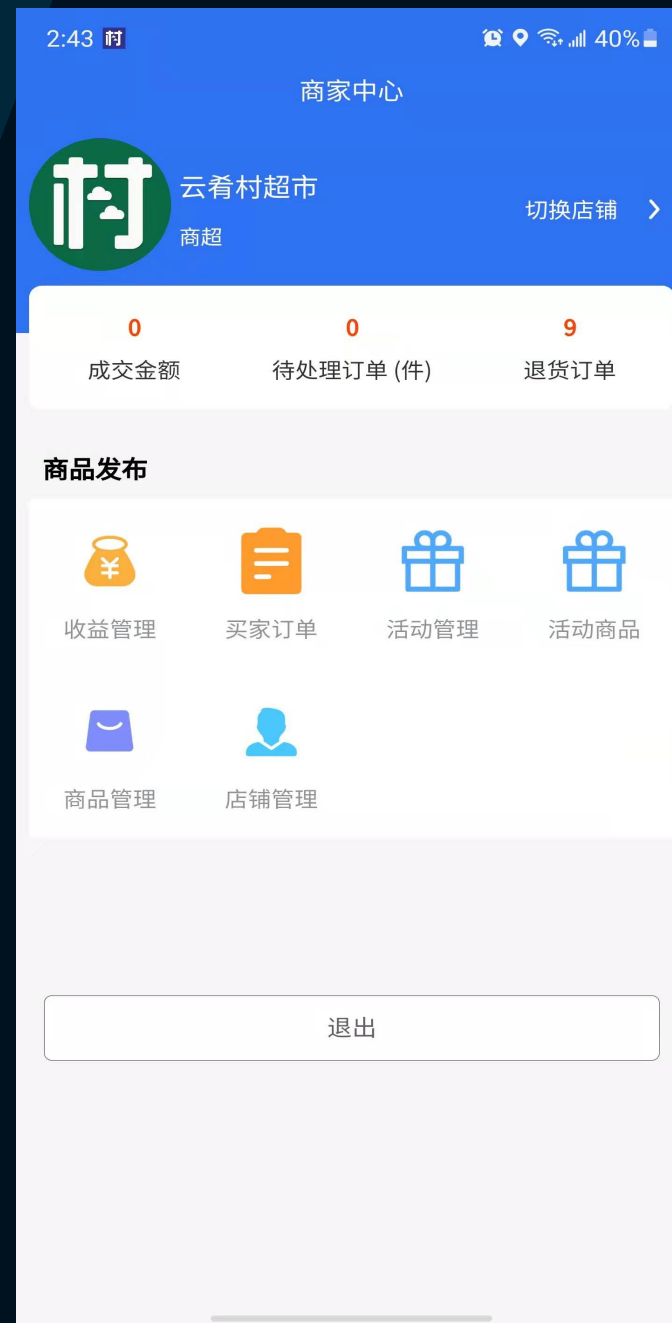 2:43 村 40%
商家中心
村
云肴村超市
商超
切换店铺
0 0 9
成交金额 待处理订单 (件) 退货订单
商品发布
收益管理 买家订单 活动管理 活动商品
商品管理 店铺管理
退出